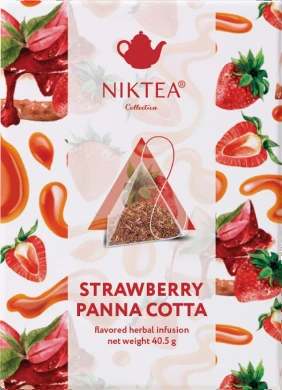 NIKTEA®
Collection
STRAWBERRY
PANNA COTTA
flavored herbal infusion
net weight 40.5 g